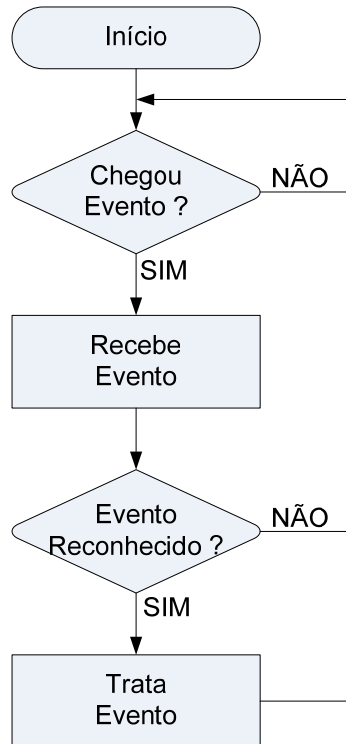 Início
Chegou
Evento ?
NÃO
SIM
Recebe
Evento
Evento
Reconhecido ?
NÃO
SIM
Trata
Evento